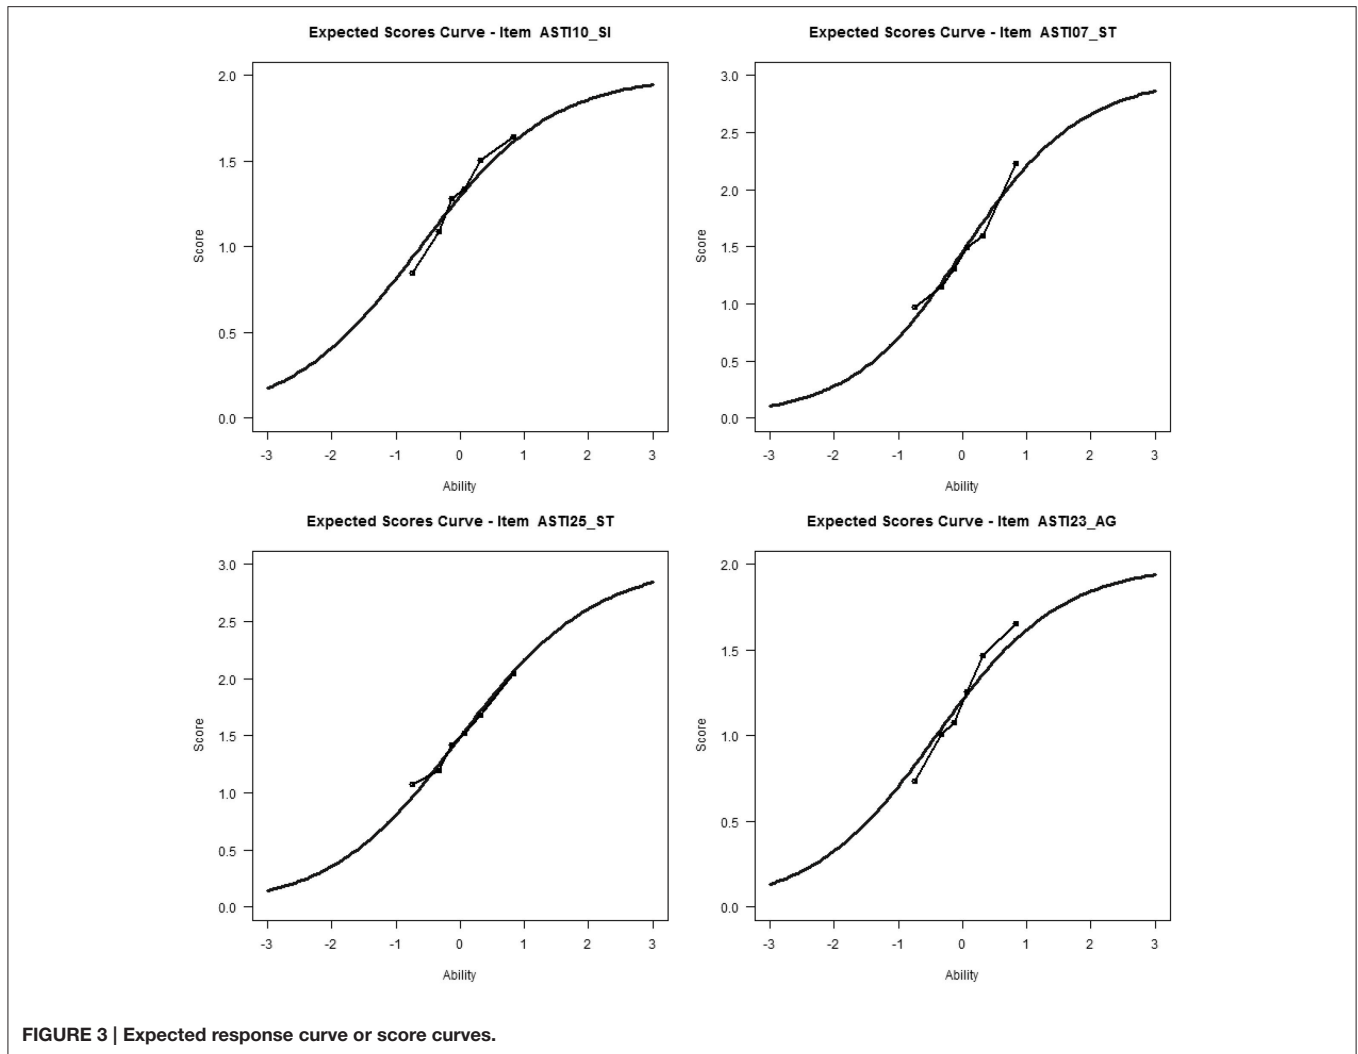 Expected Scores Curve - Item ASTI10_SI
2.0
1.5
1.0
0.5
0.0
Score
-3 -2 -1 0 1 2 3
Ability
Expected Scores Curve - Item ASTI07_ST
3.0
2.5
2.0
1.5
1.0
0.5
0.0
Score
-3 -2 -1 0 1 2 3
Ability
Expected Scores Curve - Item ASTI25_ST
3.0
2.5
2.0
1.5
1.0
0.5
0.0
Score
-3 -2 -1 0 1 2 3
Ability
Expected Scores Curve - Item ASTI23_AG
2.0
1.5
1.0
0.5
0.0
Score
-3 -2 -1 0 1 2 3
Ability
FIGURE 3 | Expected response curve or score curves.